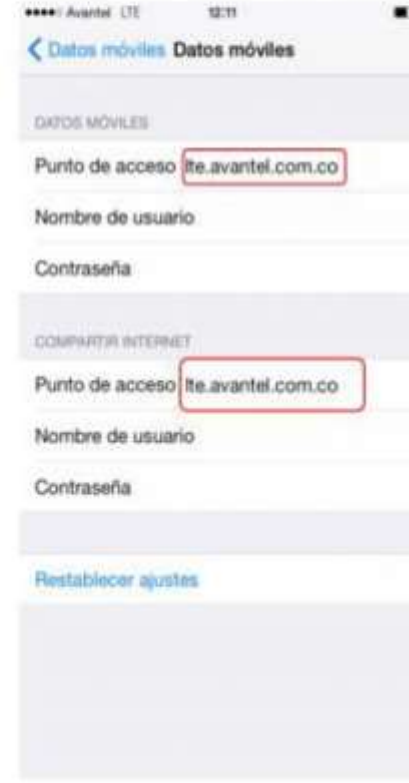 Avantel LTE 12:11
Datos móviles Datos móviles
DATOS MÓVILES
Punto de acceso lte.avantel.com.co
Nombre de usuario
Contraseña
COMPARTIR INTERNET
Punto de acceso lte.avantel.com.co
Nombre de usuario
Contraseña
Restablecer ajustes